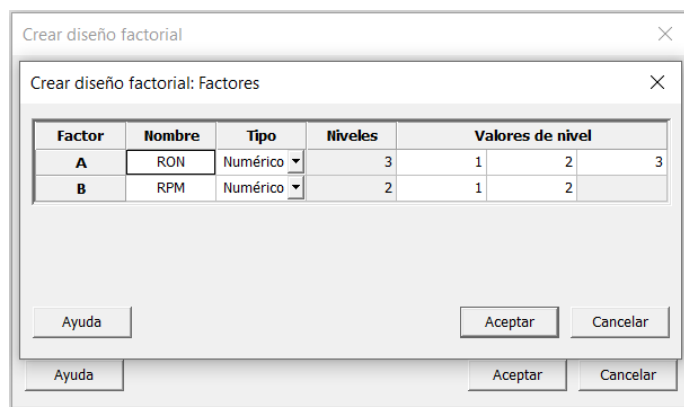 Crear diseño factorial
Crear diseño factorial: Factores
Factor Nombre Tipo Niveles Valores de nivel
A RON Numérico 3 1 2 3
B RPM Numérico 2 1 2
Ayuda Aceptar Cancelar
Ayuda Aceptar Cancelar